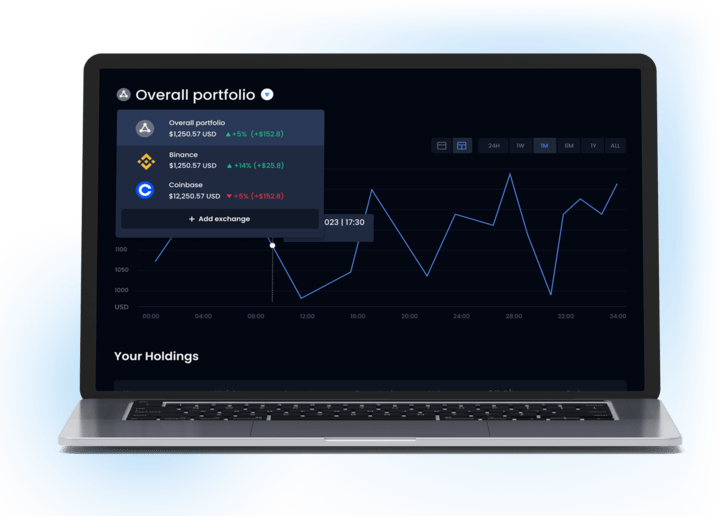 Overall portfolio
Overall portfolio
$1,250.57 USD ▲+5% (+$152.8)
Binance
$1,250.57 USD ▲+14% (+$25.8)
Coinbase
$12,250.57 USD ▼+5% (+$152.8)
+ Add exchange
24H 1W 1M 6M 1Y ALL
023 | 17:30
1100
1050
1000
USD
00:00 04:00 08:00 12:00 16:00 20:00 24:00 28:00 32:00 34:00
Your Holdings